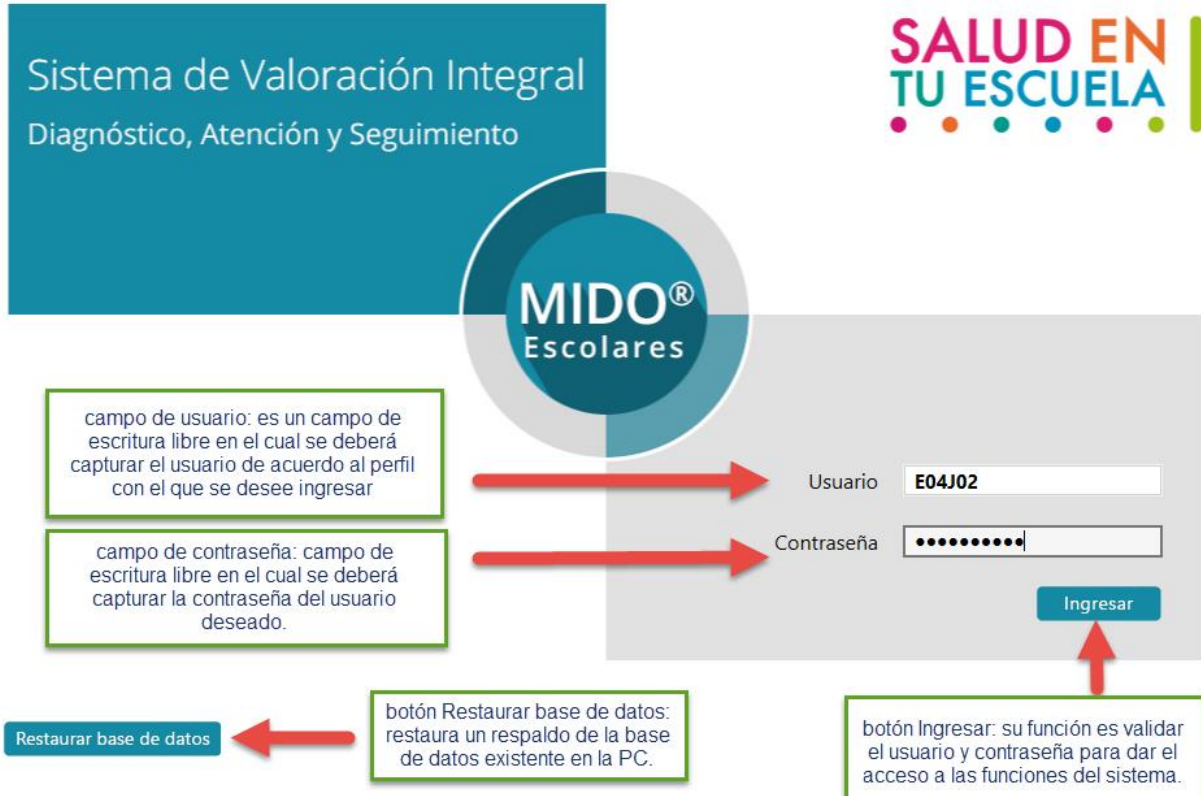 Sistema de Valoración Integral
Diagnóstico, Atención y Seguimiento
SALUD EN
TU ESCUELA
MIDO®
Escolares
campo de usuario: es un campo de
escritura libre en el cual se deberá
capturar el usuario de acuerdo al perfil
con el que se desee ingresar
Usuario
E04J02
campo de contraseña: campo de
escritura libre en el cual se deberá
capturar la contraseña del usuario
deseado.
Contraseña
••••••••••
Ingresar
Restaurar base de datos
botón Restaurar base de datos:
restaura un respaldo de la base
de datos existente en la PC.
botón Ingresar: su función es validar
el usuario y contraseña para dar el
acceso a las funciones del sistema.